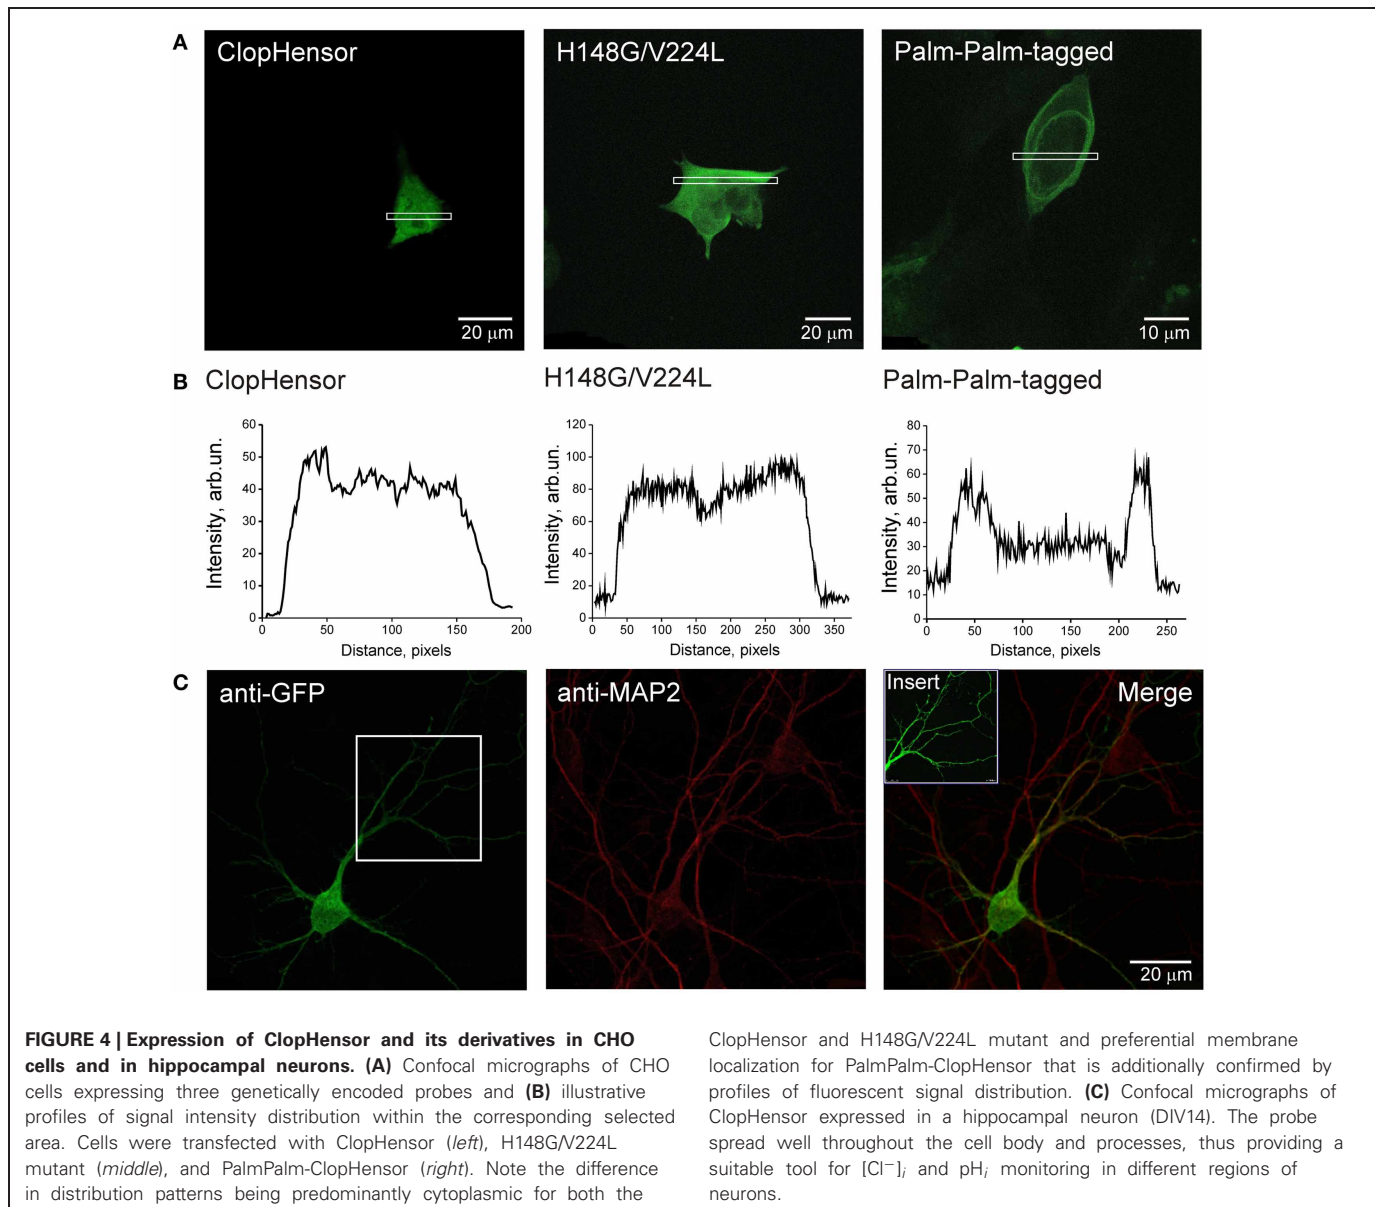 A
ClopHensor
H148G/V224L
Palm-Palm-tagged
20 μm
20 μm
10 μm
B ClopHensor
H148G/V224L
Palm-Palm-tagged
Intensity, arb.un.
60
50
40
30
20
10
0
0 50 100 150 200
Distance, pixels
Intensity, arb.un.
120
100
80
60
40
20
0
0 50 100 150 200 250 300 350
Distance, pixels
Intensity, arb.un.
80
70
60
50
40
30
20
10
0
0 50 100 150 200 250
Distance, pixels
C
anti-GFP
anti-MAP2
Insert
Merge
20 μm
FIGURE 4 | Expression of ClopHensor and its derivatives in CHO
cells and in hippocampal neurons. (A) Confocal micrographs of CHO
cells expressing three genetically encoded probes and (B) illustrative
profiles of signal intensity distribution within the corresponding selected
area. Cells were transfected with ClopHensor (left), H148G/V224L
mutant (middle), and PalmPalm-ClopHensor (right). Note the difference
in distribution patterns being predominantly cytoplasmic for both the
ClopHensor and H148G/V224L mutant and preferential membrane
localization for PalmPalm-ClopHensor that is additionally confirmed by
profiles of fluorescent signal distribution. (C) Confocal micrographs of
ClopHensor expressed in a hippocampal neuron (DIV14). The probe
spread well throughout the cell body and processes, thus providing a
suitable tool for [Cl⁻]i and pHi monitoring in different regions of
neurons.